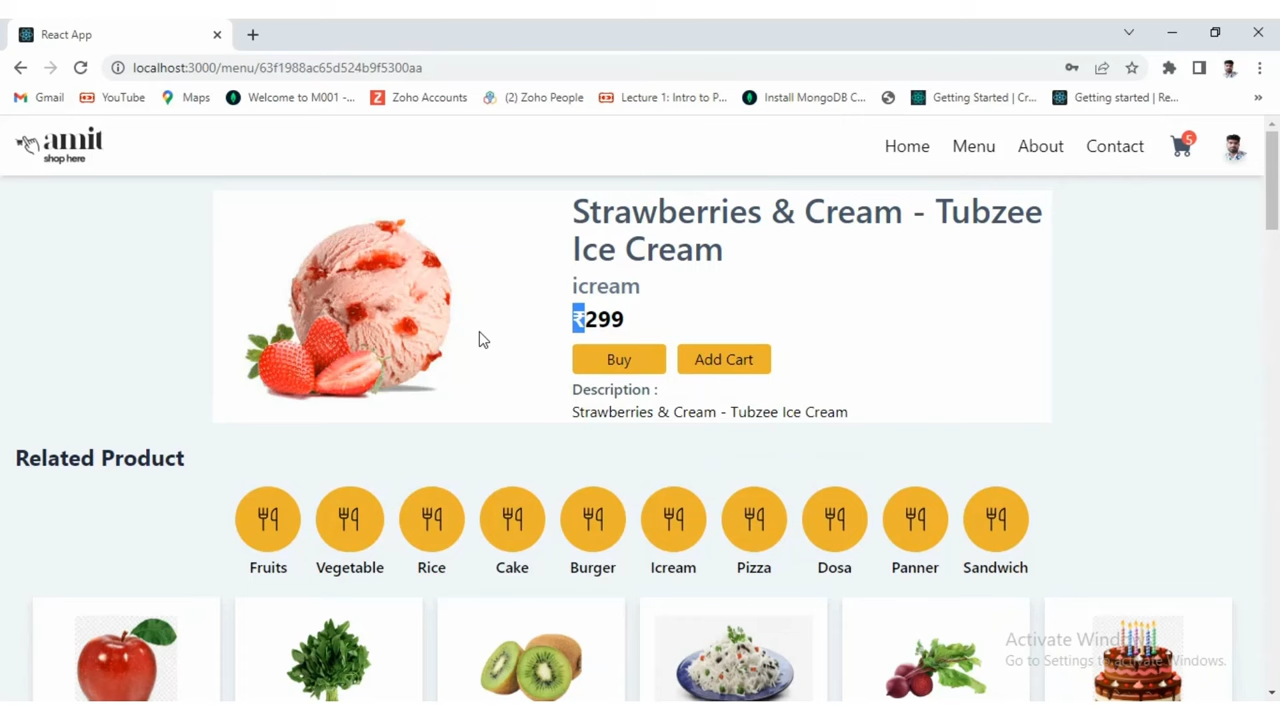 React App
localhost:3000/menu/63f1988ac65d524b9f5300aa
Gmail YouTube Maps Welcome to M001 -... Zoho Accounts (2) Zoho People Lecture 1: Intro to P... Install MongoDB C... Getting Started | Cr... Getting started | Re... »
amit
shop here
Home Menu About Contact 5
Strawberries & Cream - Tubzee
Ice Cream
icream
₹299
Buy Add Cart
Description :
Strawberries & Cream - Tubzee Ice Cream
Related Product
Fruits Vegetable Rice Cake Burger Icream Pizza Dosa Panner Sandwich
Activate Windows
Go to Settings to activate Windows.